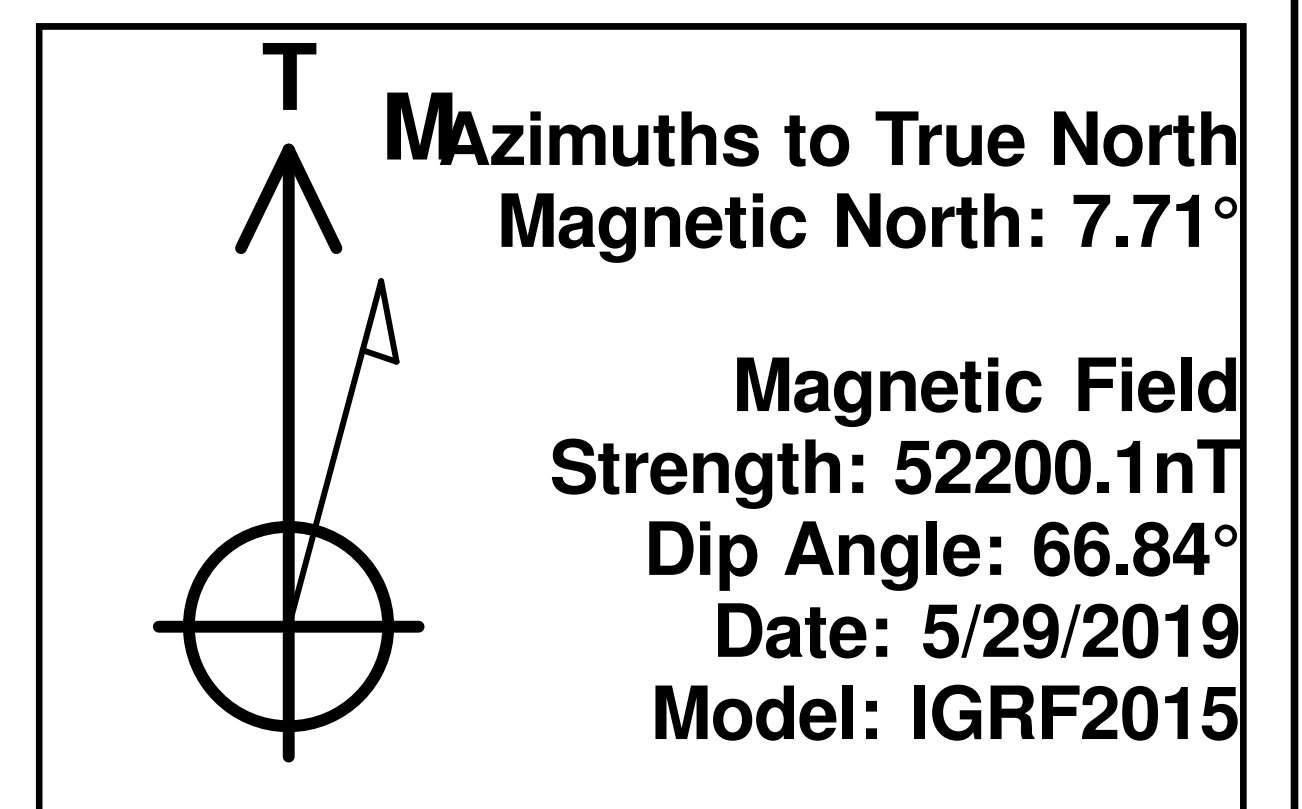 T
M
Azimuths to True North
Magnetic North: 7.71°
Magnetic Field
Strength: 52200.1nT
Dip Angle: 66.84°
Date: 5/29/2019
Model: IGRF2015